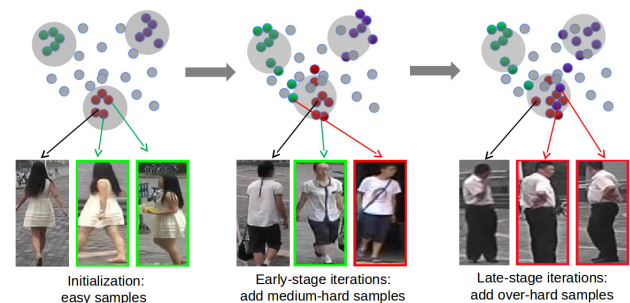 Initialization:
easy samples
Early-stage iterations:
add medium-hard samples
Late-stage iterations:
add over-hard samples